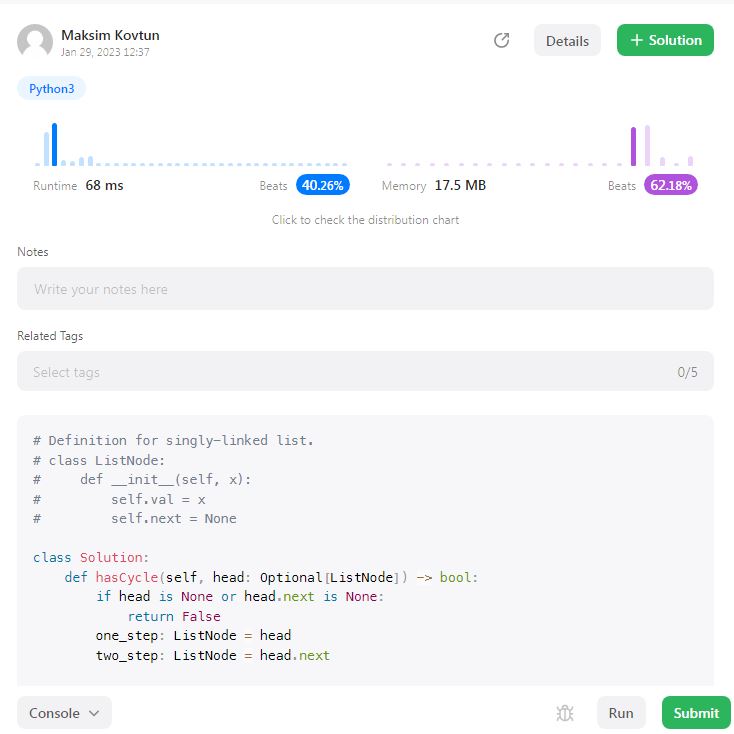 Maksim Kovtun
Jan 29, 2023 12:37
Details
+ Solution
Python3
Runtime 68 ms
Beats 40.26%
Memory 17.5 MB
Beats 62.18%
Click to check the distribution chart
Notes
Write your notes here
Related Tags
Select tags
0/5
# Definition for singly-linked list.
# class ListNode:
#     def __init__(self, x):
#         self.val = x
#         self.next = None
class Solution:
    def hasCycle(self, head: Optional[ListNode]) -> bool:
        if head is None or head.next is None:
            return False
        one_step: ListNode = head
        two_step: ListNode = head.next
Console
Run
Submit